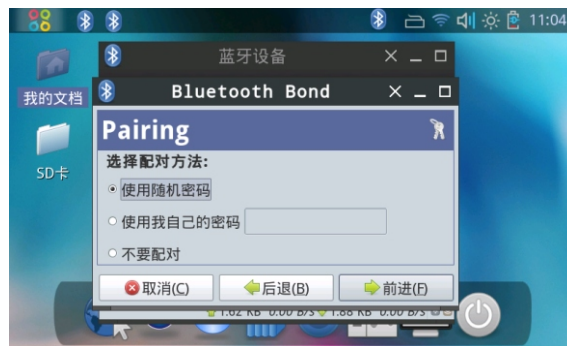 11:04
蓝牙设备
我的文档
Bluetooth Bond
Pairing
选择配对方法:
SD卡
使用随机密码
使用我自己的密码
不要配对
取消(C)
后退(B)
前进(F)
1.62 KB 0.00 B/S 1.88 KB 0.00 B/S